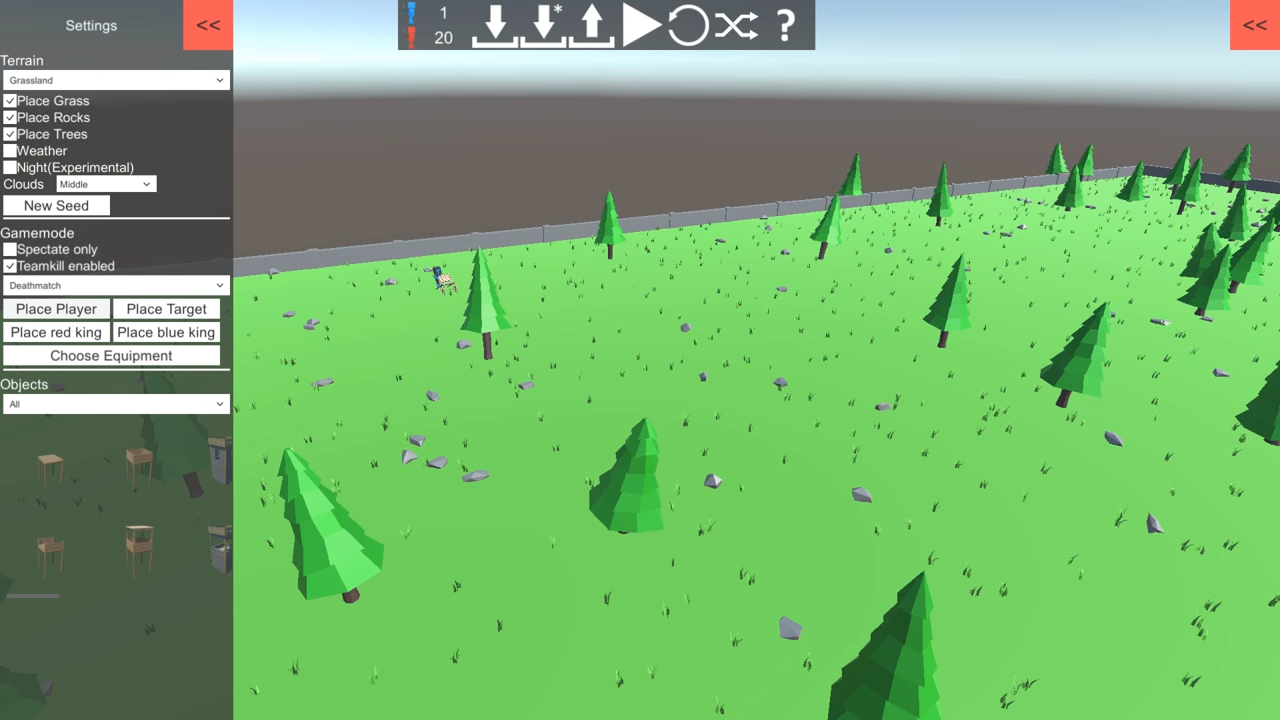 Settings
<<
1
20
*
?
<<
Terrain
Grassland
Place Grass
Place Rocks
Place Trees
Weather
Night(Experimental)
Clouds Middle
New Seed
Gamemode
Spectate only
Teamkill enabled
Deathmatch
Place Player Place Target
Place red king Place blue king
Choose Equipment
Objects
All